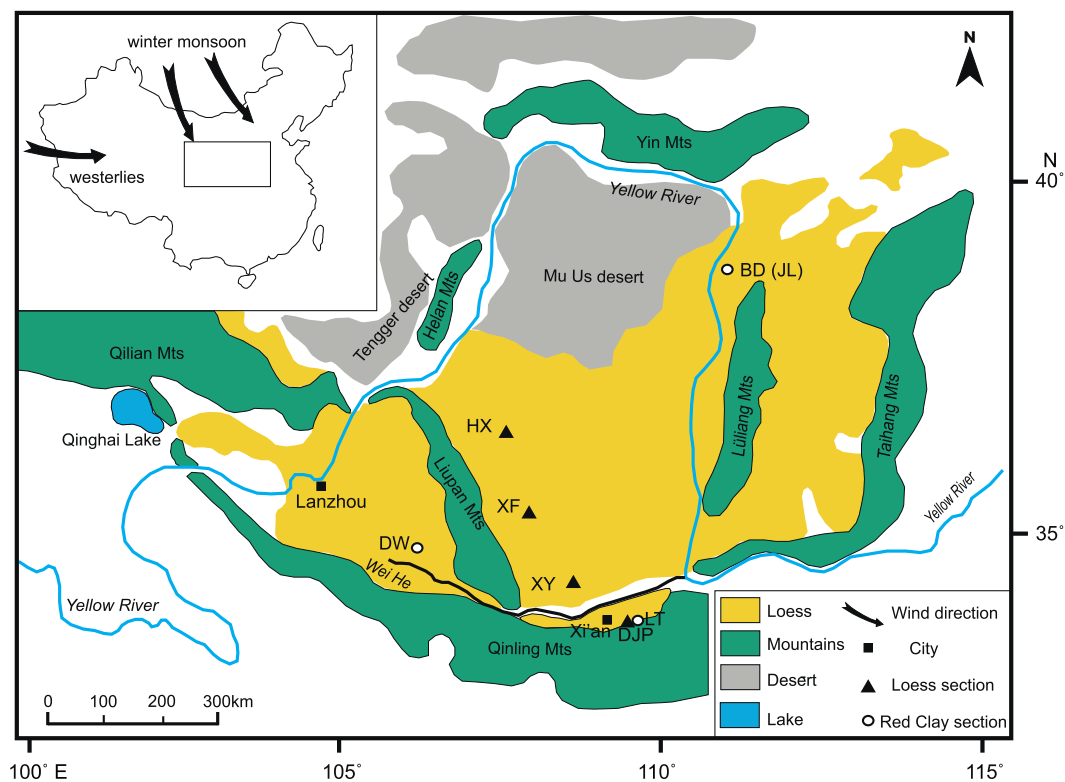 winter monsoon
westerlies
N
Yin Mts
N
40°
Yellow River
BD (JL)
Mu Us desert
Tengger desert
Helan Mts
Qilian Mts
Qinghai Lake
HX
Lüliang Mts
Taihang Mts
Liupan Mts
Lanzhou
XF
Yellow River
35°
DW
Wei He
XY
Yellow River
Xi'an
DJP
LT
Qinling Mts
Loess
Mountains
Desert
Lake
Wind direction
City
Loess section
Red Clay section
0 100 200 300km
100° E 105° 110° 115°